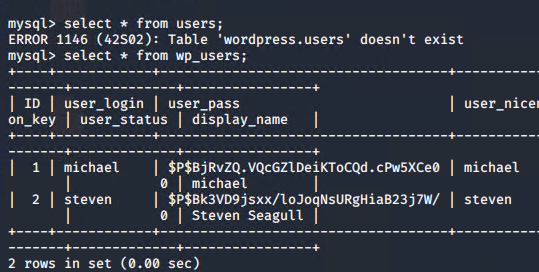 mysql> select * from users;
ERROR 1146 (42S02): Table 'wordpress.users' doesn't exist
mysql> select * from wp_users;
+----+------------+------------------------------------+---------
-------+-------------+-----------------+
| ID | user_login | user_pass | user_nicen
on_key | user_status | display_name |
+----+------------+------------------------------------+---------
-------+-------------+-----------------+
| 1 | michael | $P$BjRvZQ.VQcGZlDeiKToCQd.cPw5XCe0 | michael
| 0 | michael |
| 2 | steven | $P$Bk3VD9jsxx/loJoqNsURgHiaB23j7W/ | steven
| 0 | Steven Seagull |
+----+------------+------------------------------------+---------
-------+-------------+-----------------+
2 rows in set (0.00 sec)